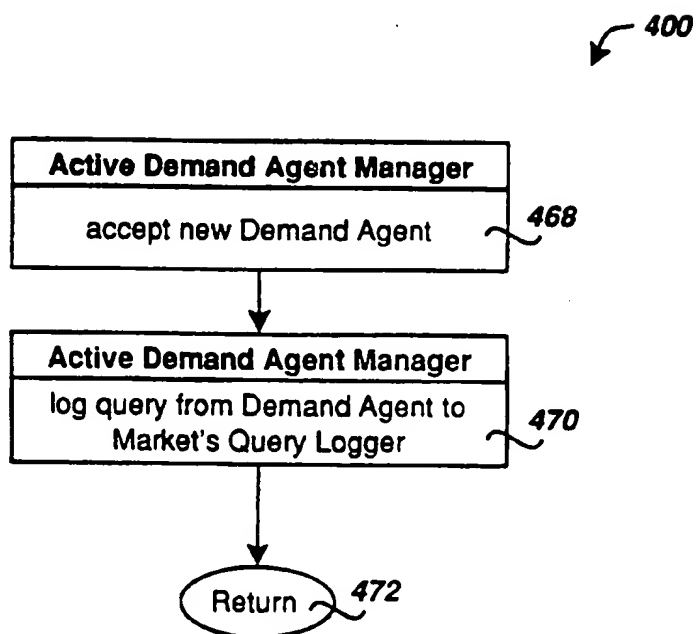 400
Active Demand Agent Manager
accept new Demand Agent
468
Active Demand Agent Manager
log query from Demand Agent to
Market's Query Logger
470
Return
472